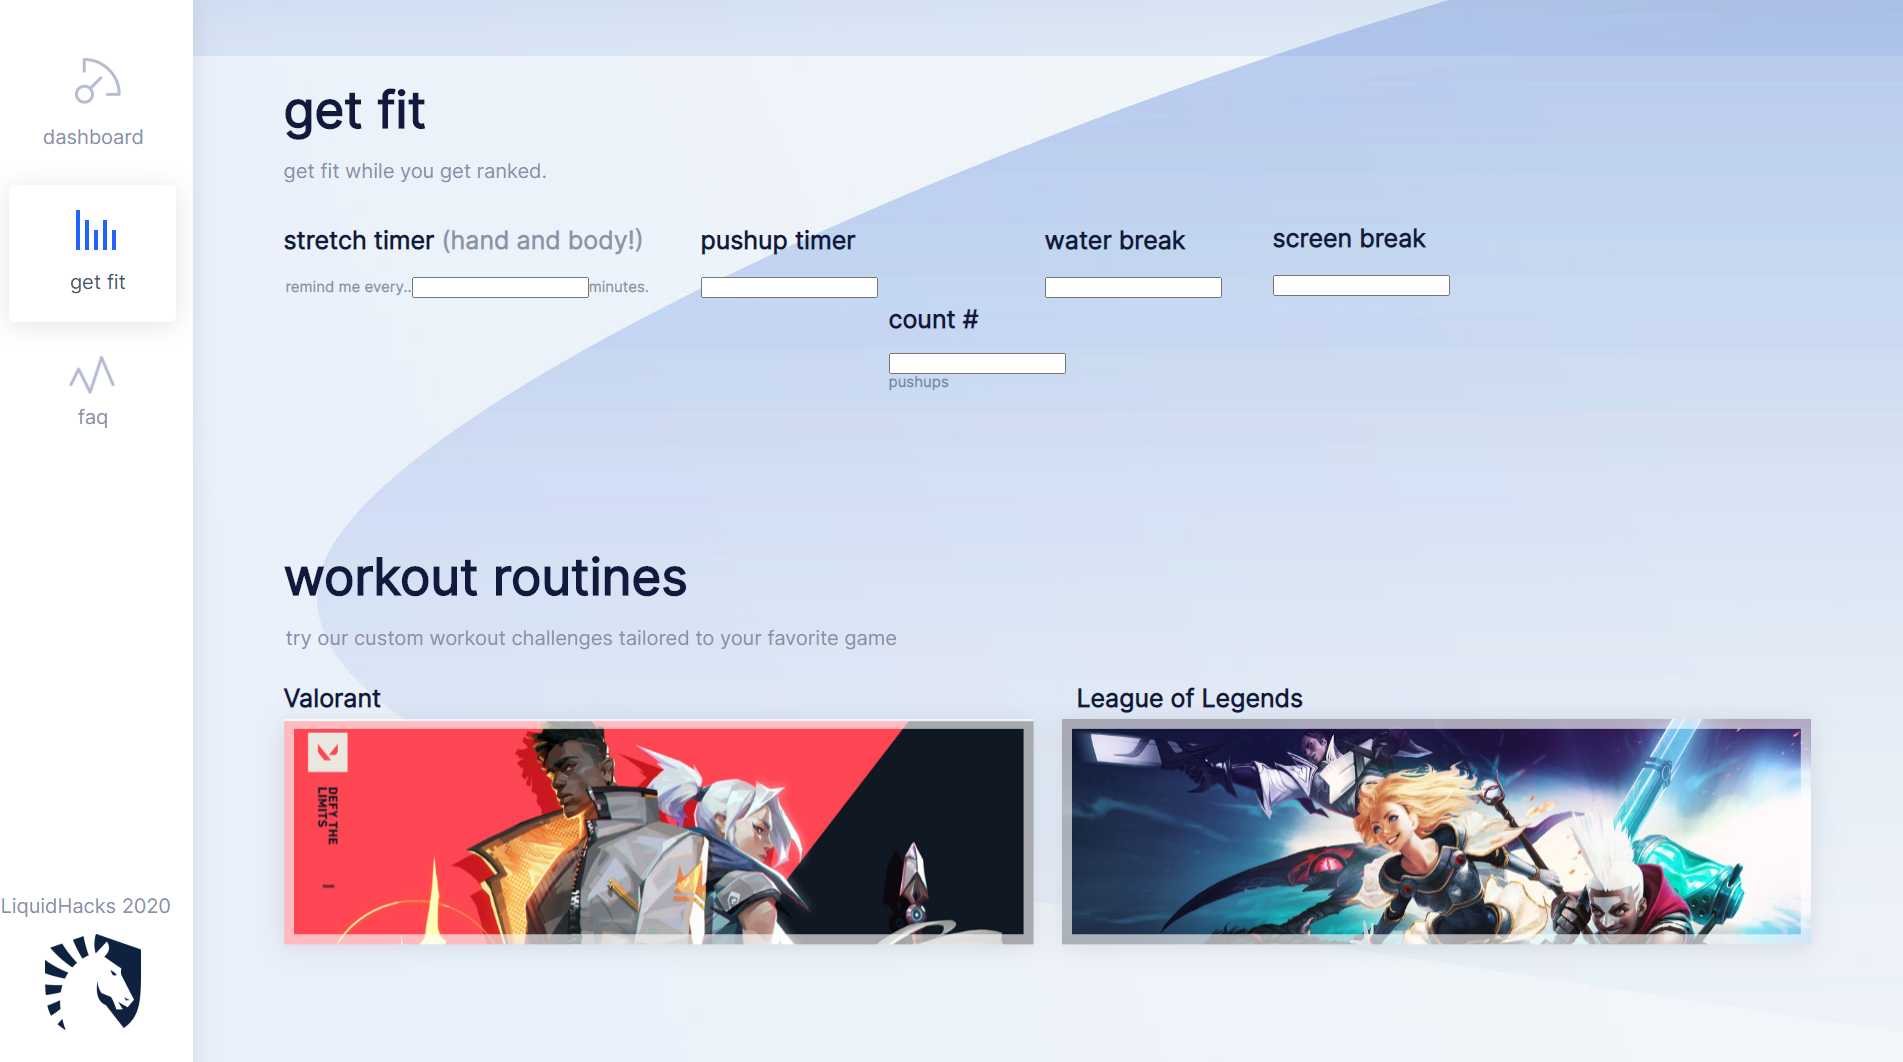 dashboard
get fit
faq
LiquidHacks 2020
get fit
get fit while you get ranked.
stretch timer (hand and body!)
remind me every.. minutes.
pushup timer
count #
pushups
water break
screen break
workout routines
try our custom workout challenges tailored to your favorite game
Valorant
DEFY THE
LIMITS
League of Legends